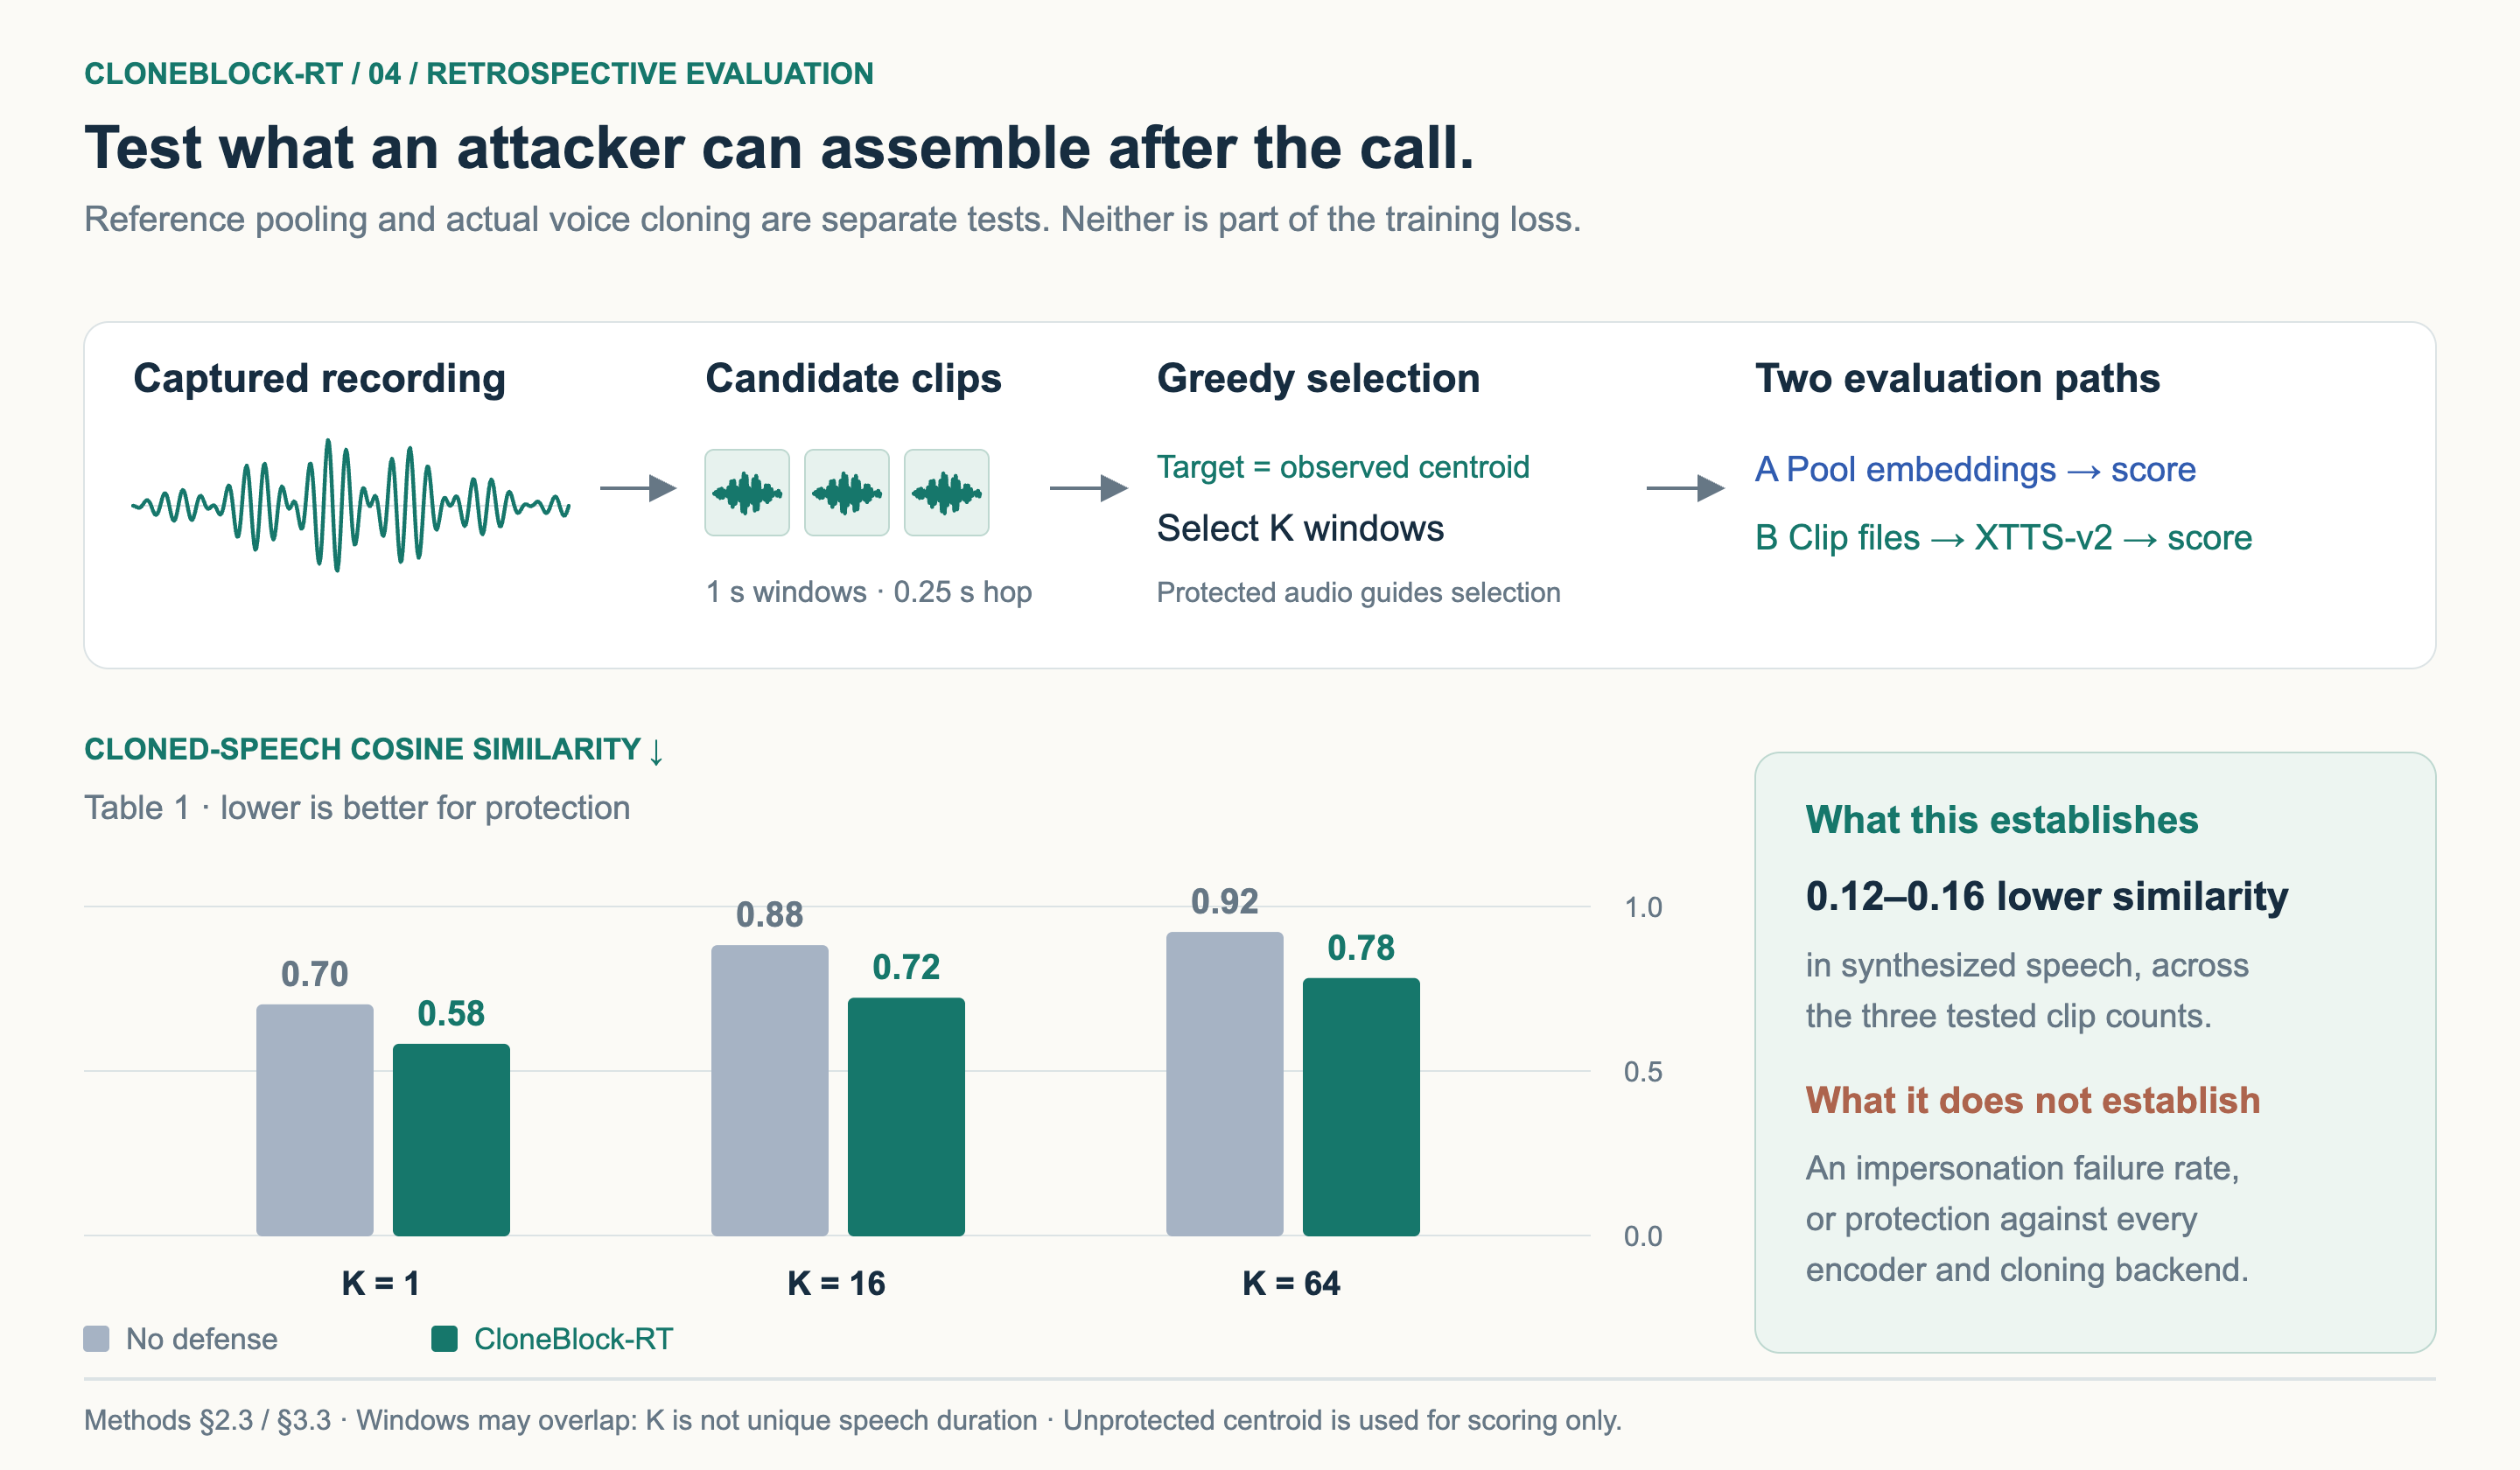 CLONEBLOCK-RT / 04 / RETROSPECTIVE EVALUATION
Test what an attacker can assemble after the call.
Reference pooling and actual voice cloning are separate tests. Neither is part of the training loss.
Captured recording
Candidate clips
1 s windows · 0.25 s hop
Greedy selection
Target = observed centroid
Select K windows
Protected audio guides selection
Two evaluation paths
A Pool embeddings → score
B Clip files → XTTS-v2 → score
CLONED-SPEECH COSINE SIMILARITY ↓
Table 1 · lower is better for protection
1.0
0.5
0.0
0.70
0.58
0.88
0.72
0.92
0.78
K = 1
K = 16
K = 64
No defense
CloneBlock-RT
What this establishes
0.12–0.16 lower similarity
in synthesized speech, across
the three tested clip counts.
What it does not establish
An impersonation failure rate,
or protection against every
encoder and cloning backend.
Methods §2.3 / §3.3 · Windows may overlap: K is not unique speech duration · Unprotected centroid is used for scoring only.